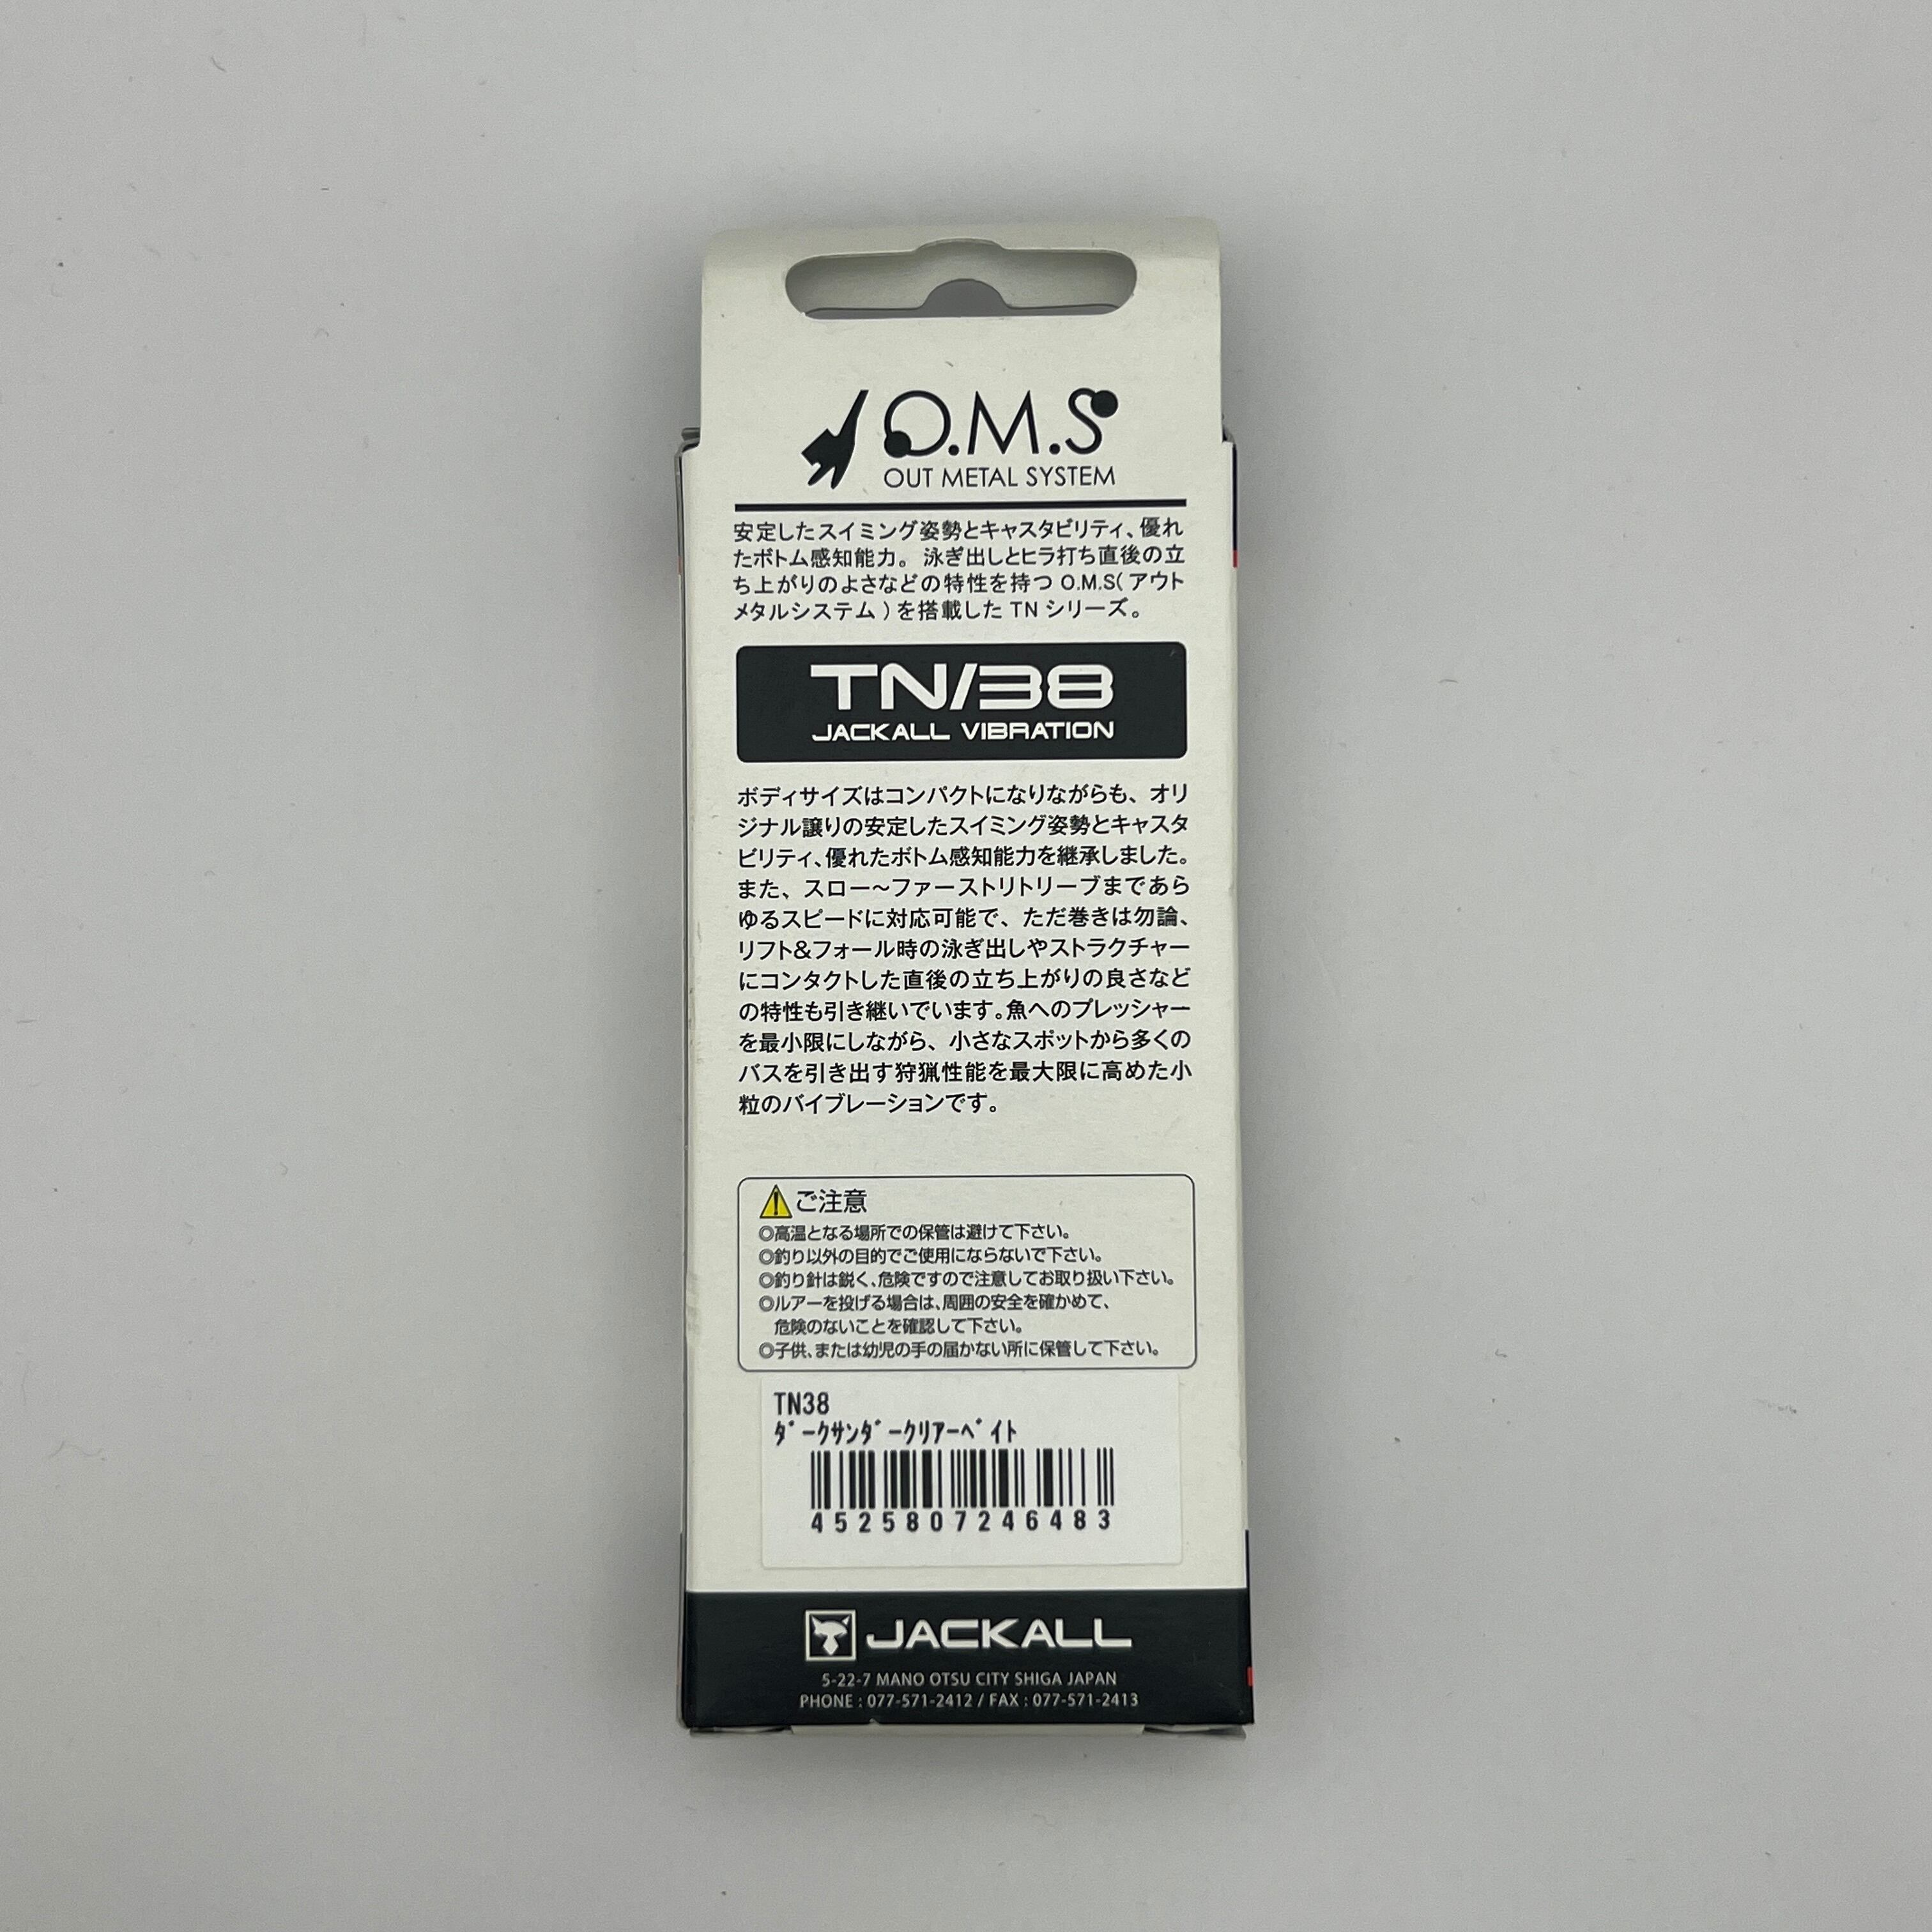 O.M.S
OUT METAL SYSTEM
安定したスイミング姿勢とキャスタビリティ、優れ
たボトム感知能力。泳ぎ出しとヒラ打ち直後の立
ち上がりのよさなどの特性を持つ O.M.S(アウト
メタルシステム)を搭載した TN シリーズ。
TN/38
JACKALL VIBRATION
ボディサイズはコンパクトになりながらも、オリ
ジナル譲りの安定したスイミング姿勢とキャスタ
ビリティ、優れたボトム感知能力を継承しました。
また、スロー～ファーストリトリーブまであら
ゆるスピードに対応可能で、ただ巻きは勿論、
リフト&フォール時の泳ぎ出しやストラクチャー
にコンタクトした直後の立ち上がりの良さなど
の特性も引き継いでいます。魚へのプレッシャー
を最小限にしながら、小さなスポットから多くの
バスを引き出す狩猟性能を最大限に高めた小
粒のバイブレーションです。
ご注意
◎高温となる場所での保管は避けて下さい。
◎釣り以外の目的でご使用にならないで下さい。
◎釣り針は鋭く、危険ですので注意してお取り扱い下さい。
◎ルアーを投げる場合は、周囲の安全を確かめて、
危険のないことを確認して下さい。
◎子供、または幼児の手の届かない所に保管して下さい。
TN38
ﾀﾞｰｸｻﾝﾀﾞｰｸﾘｱｰﾍﾞｲﾄ
4525807246483
JACKALL
5-22-7 MANO OTSU CITY SHIGA JAPAN
PHONE : 077-571-2412 / FAX : 077-571-2413